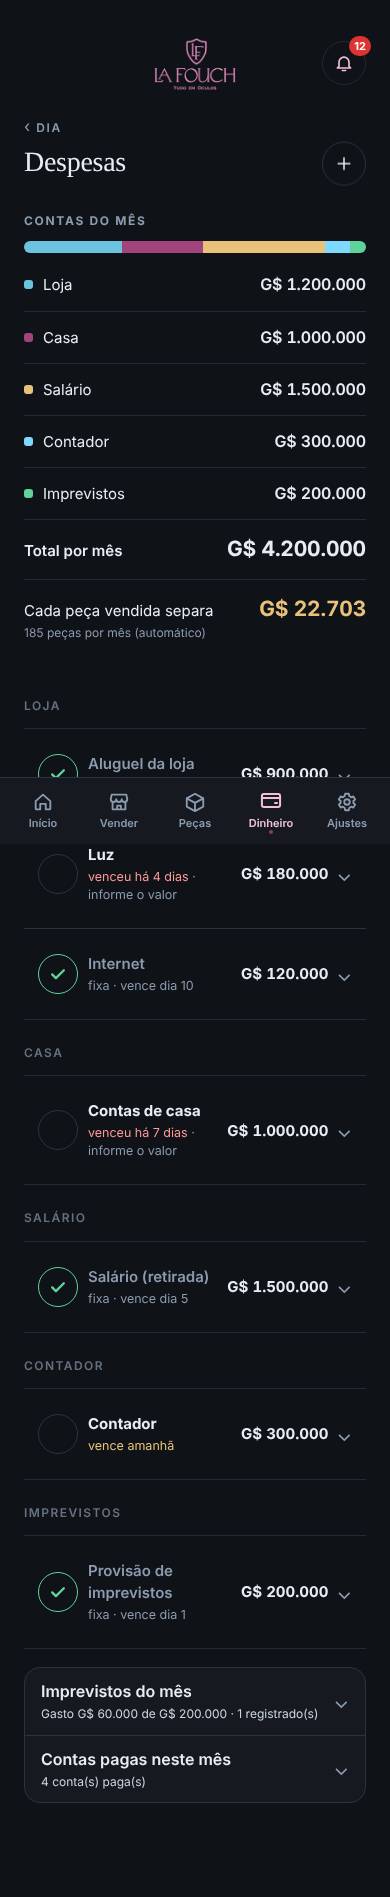 LF
LA FOUCH
Tudo em Óculos
12
‹ DIA
Despesas
CONTAS DO MÊS
Loja G$ 1.200.000
Casa G$ 1.000.000
Salário G$ 1.500.000
Contador G$ 300.000
Imprevistos G$ 200.000
Total por mês G$ 4.200.000
Cada peça vendida separa G$ 22.703
185 peças por mês (automático)
LOJA
Aluguel da loja
G$ 900.000
Início Vender Peças Dinheiro Ajustes
Luz
G$ 180.000
venceu há 4 dias ·
informe o valor
Internet
G$ 120.000
fixa · vence dia 10
CASA
Contas de casa
G$ 1.000.000
venceu há 7 dias ·
informe o valor
SALÁRIO
Salário (retirada)
G$ 1.500.000
fixa · vence dia 5
CONTADOR
Contador
G$ 300.000
vence amanhã
IMPREVISTOS
Provisão de
imprevistos
G$ 200.000
fixa · vence dia 1
Imprevistos do mês
Gasto G$ 60.000 de G$ 200.000 · 1 registrado(s)
Contas pagas neste mês
4 conta(s) paga(s)